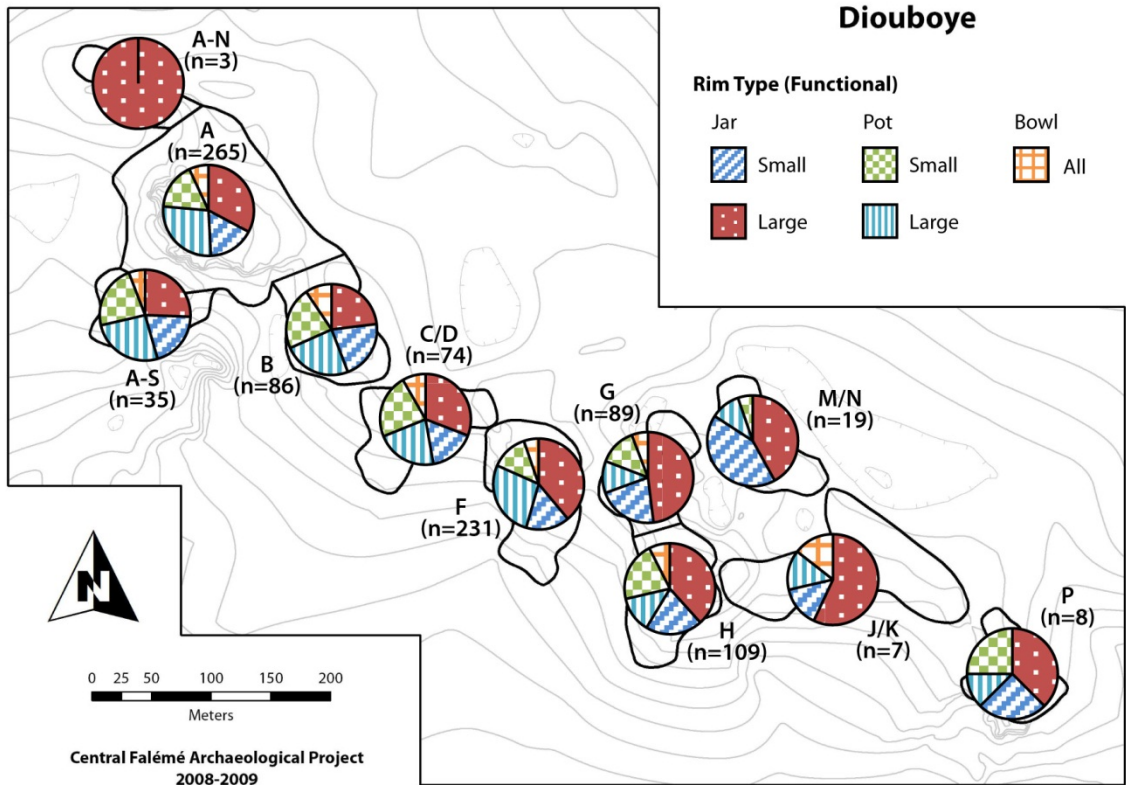 Diouboye
Rim Type (Functional)
Jar
Pot
Bowl
Small
Small
All
Large
Large
A-N
(n=3)
A
(n=265)
A-S
(n=35)
B
(n=86)
C/D
(n=74)
F
(n=231)
G
(n=89)
M/N
(n=19)
H
(n=109)
J/K
(n=7)
P
(n=8)
N
0 25 50 100 150 200
Meters
Central Falémé Archaeological Project
2008-2009